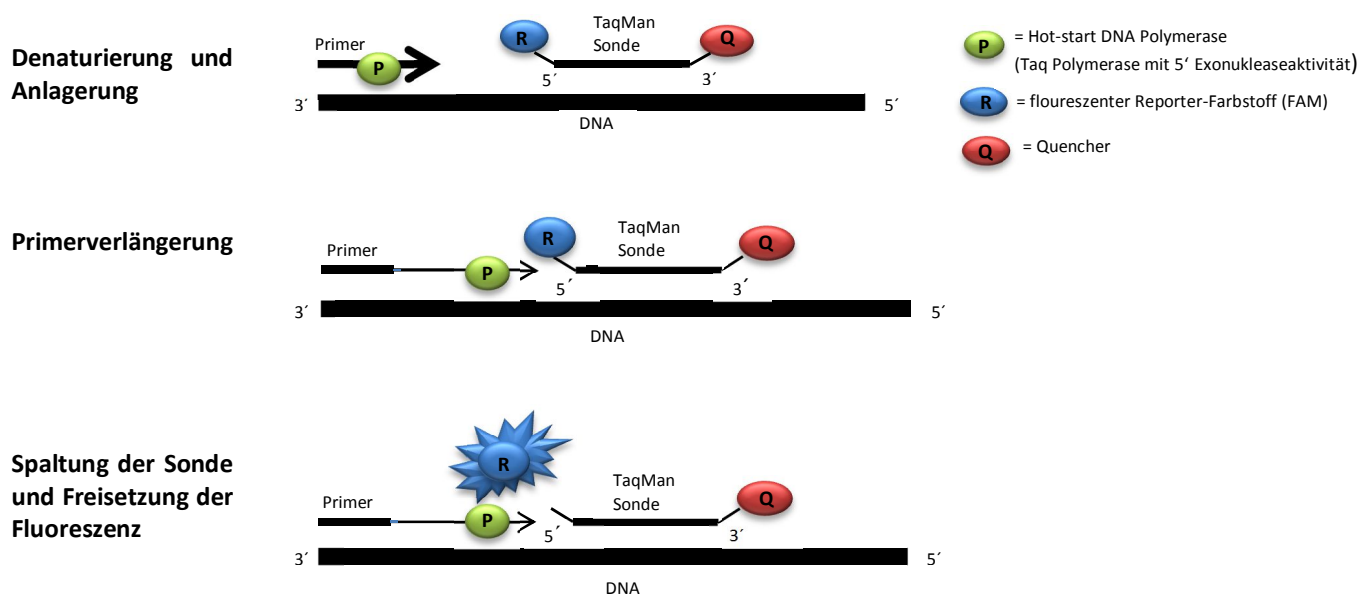 Denaturierung und
Anlagerung
Primer
P
R
TaqMan
Sonde
Q
5´
3´
3´
5´
DNA
P
= Hot-start DNA Polymerase
(Taq Polymerase mit 5‘ Exonukleaseaktivität)
R
= floureszenter Reporter-Farbstoff (FAM)
Q
= Quencher
Primerverlängerung
Primer
P
R
TaqMan
Sonde
Q
5´
3´
3´
5´
DNA
Spaltung der Sonde
und Freisetzung der
Fluoreszenz
R
Primer
P
TaqMan
Sonde
Q
5´
3´
3´
5´
DNA